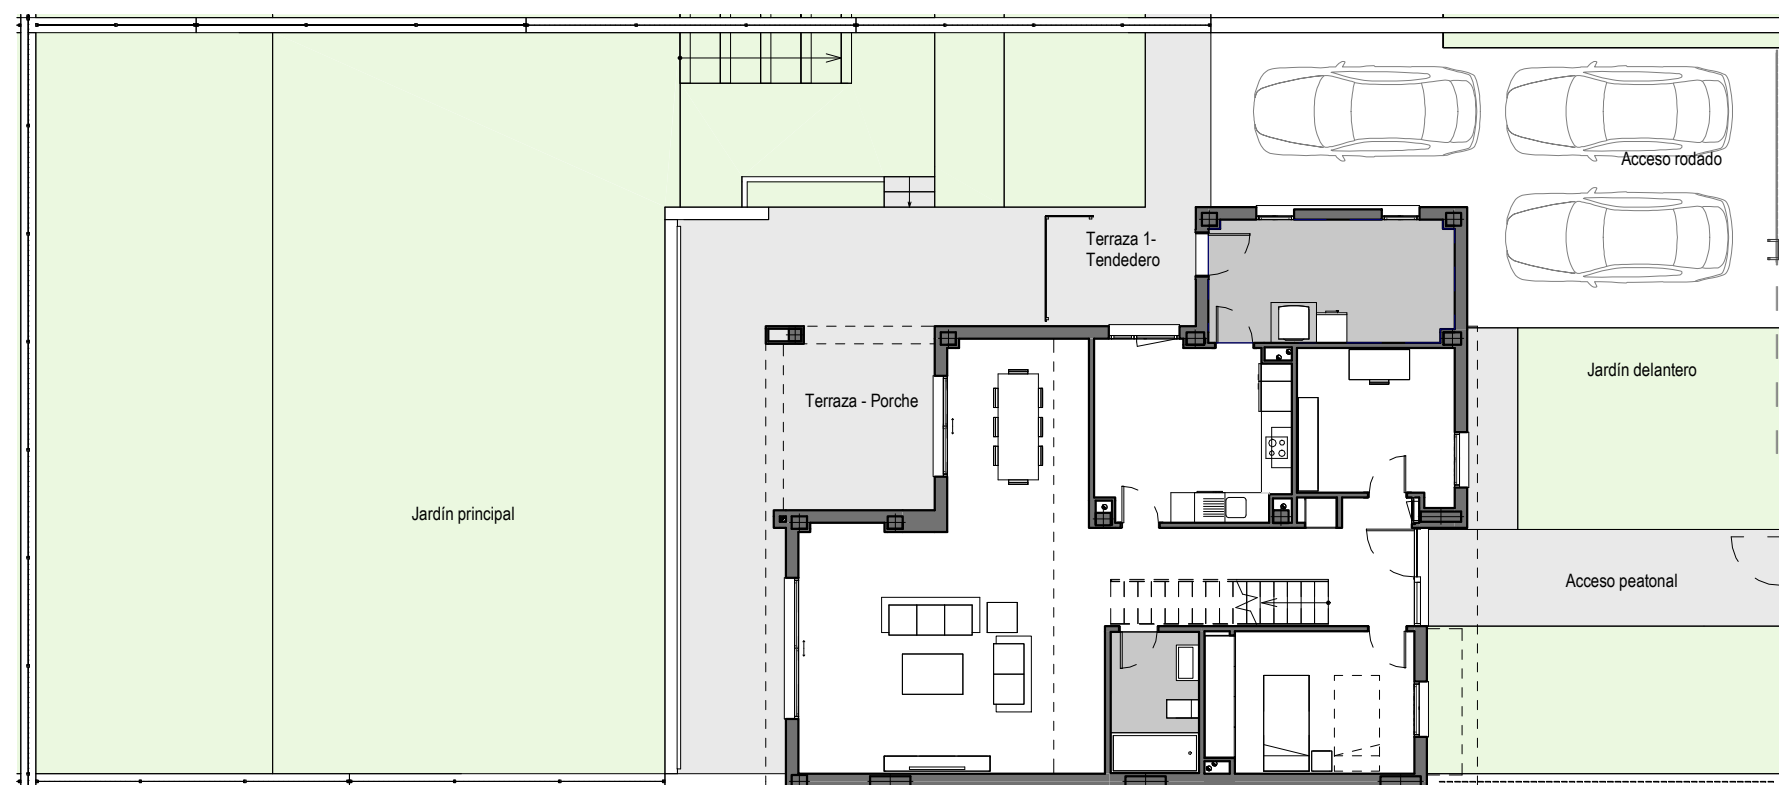 Acceso rodado
Terraza 1-
Tendedero
Jardín delantero
Terraza - Porche
Jardín principal
Acceso peatonal